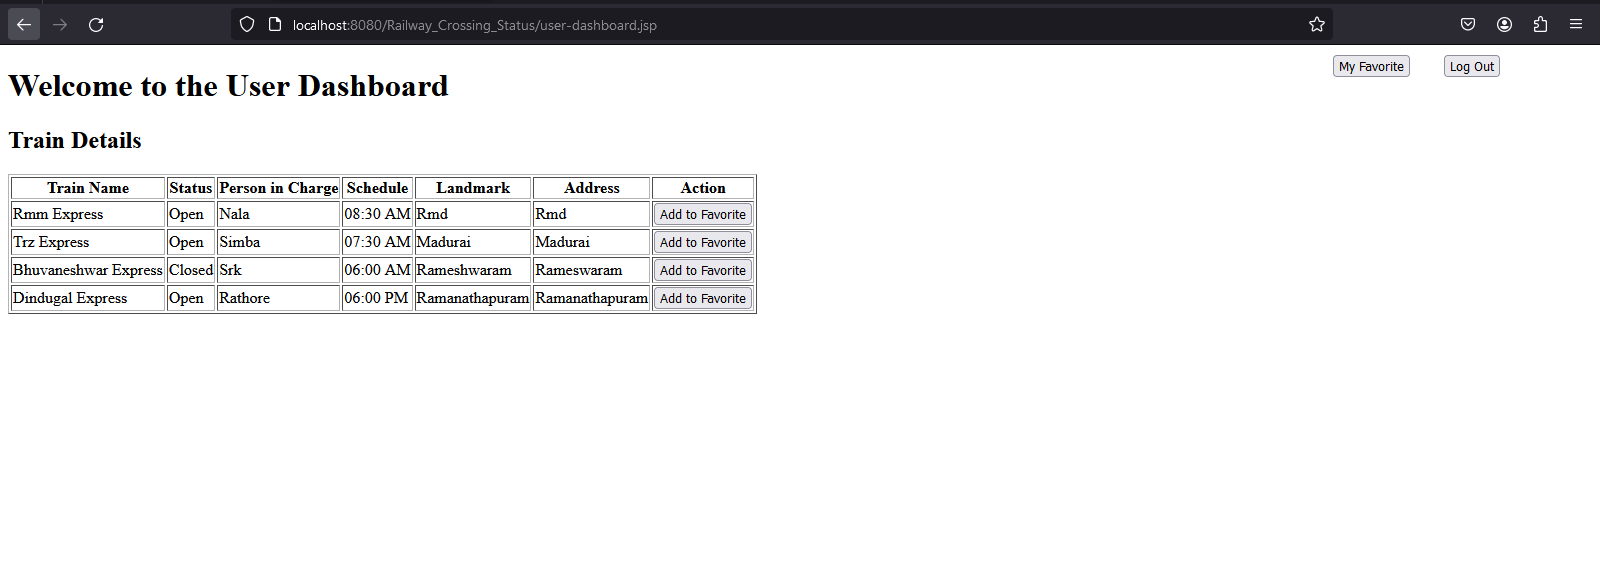 localhost:8080/Railway_Crossing_Status/user-dashboard.jsp
My Favorite Log Out
Welcome to the User Dashboard
Train Details
Train Name Status Person in Charge Schedule Landmark Address Action
Rmm Express Open Nala 08:30 AM Rmd Rmd Add to Favorite
Trz Express Open Simba 07:30 AM Madurai Madurai Add to Favorite
Bhuvaneshwar Express Closed Srk 06:00 AM Rameshwaram Rameswaram Add to Favorite
Dindugal Express Open Rathore 06:00 PM Ramanathapuram Ramanathapuram Add to Favorite